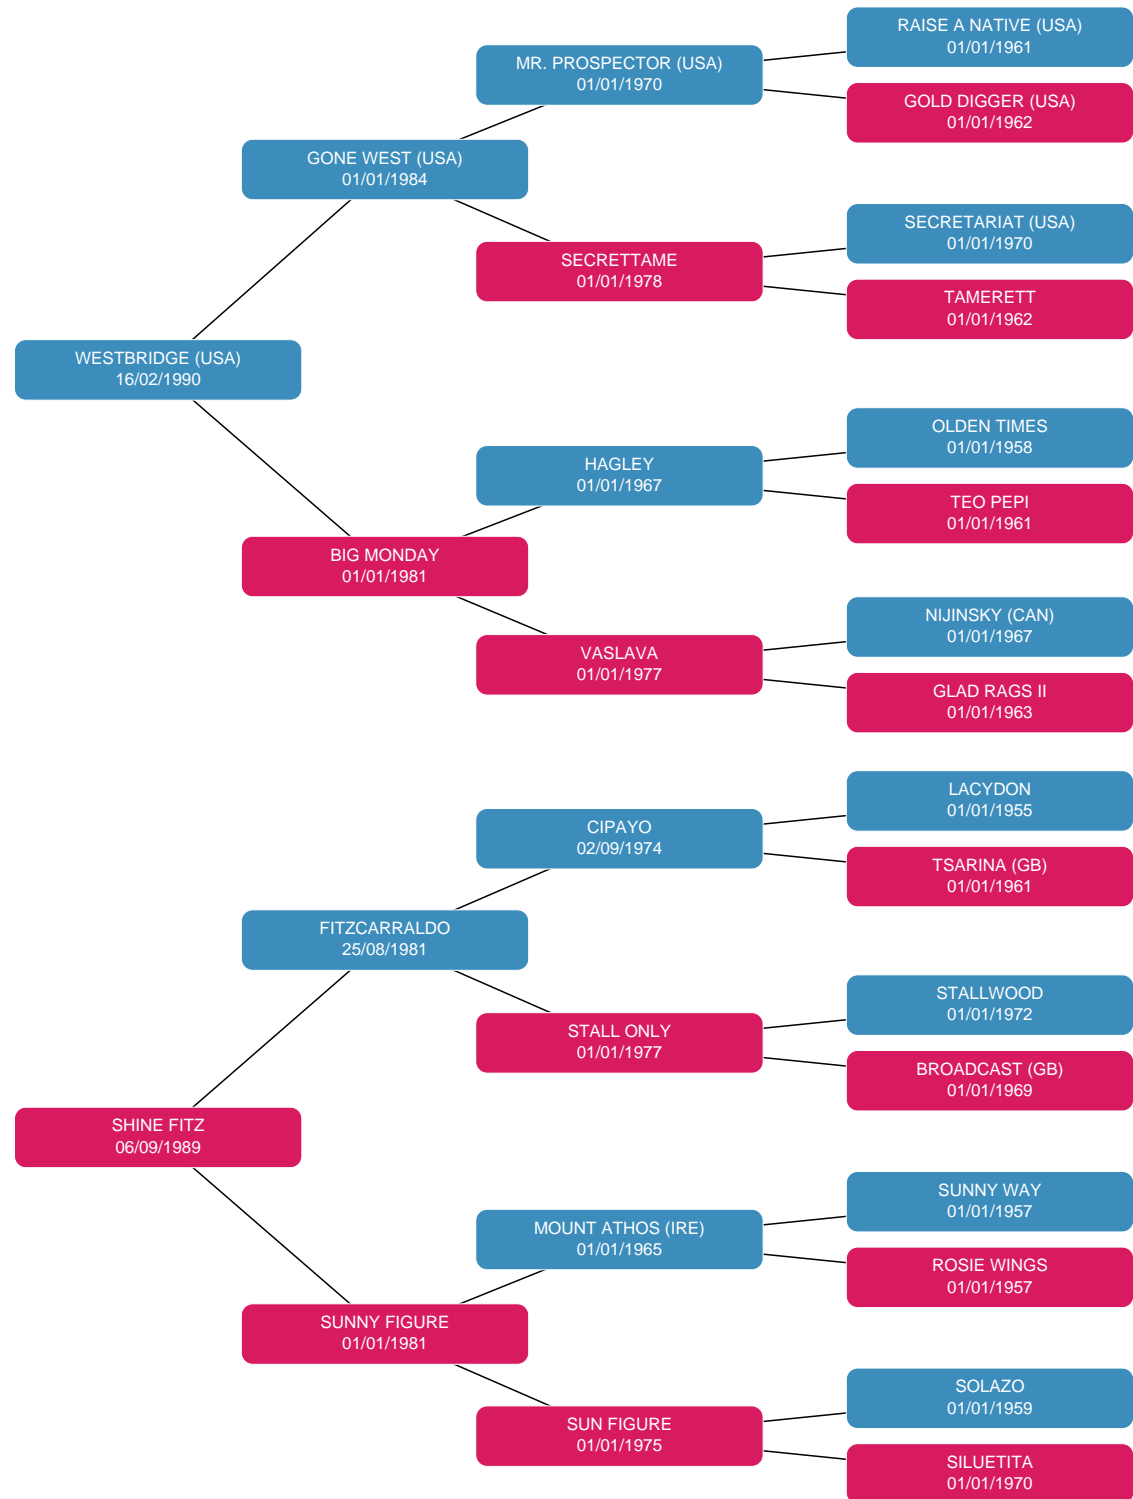 RAISE A NATIVE (USA)
01/01/1961
MR. PROSPECTOR (USA)
01/01/1970
GOLD DIGGER (USA)
01/01/1962
GONE WEST (USA)
01/01/1984
SECRETARIAT (USA)
01/01/1970
SECRETTAME
01/01/1978
TAMERETT
01/01/1962
WESTBRIDGE (USA)
16/02/1990
OLDEN TIMES
01/01/1958
HAGLEY
01/01/1967
TEO PEPI
01/01/1961
BIG MONDAY
01/01/1981
NIJINSKY (CAN)
01/01/1967
VASLAVA
01/01/1977
GLAD RAGS II
01/01/1963
LACYDON
01/01/1955
CIPAYO
02/09/1974
TSARINA (GB)
01/01/1961
FITZCARRALDO
25/08/1981
STALLWOOD
01/01/1972
STALL ONLY
01/01/1977
BROADCAST (GB)
01/01/1969
SHINE FITZ
06/09/1989
SUNNY WAY
01/01/1957
MOUNT ATHOS (IRE)
01/01/1965
ROSIE WINGS
01/01/1957
SUNNY FIGURE
01/01/1981
SOLAZO
01/01/1959
SUN FIGURE
01/01/1975
SILUETITA
01/01/1970